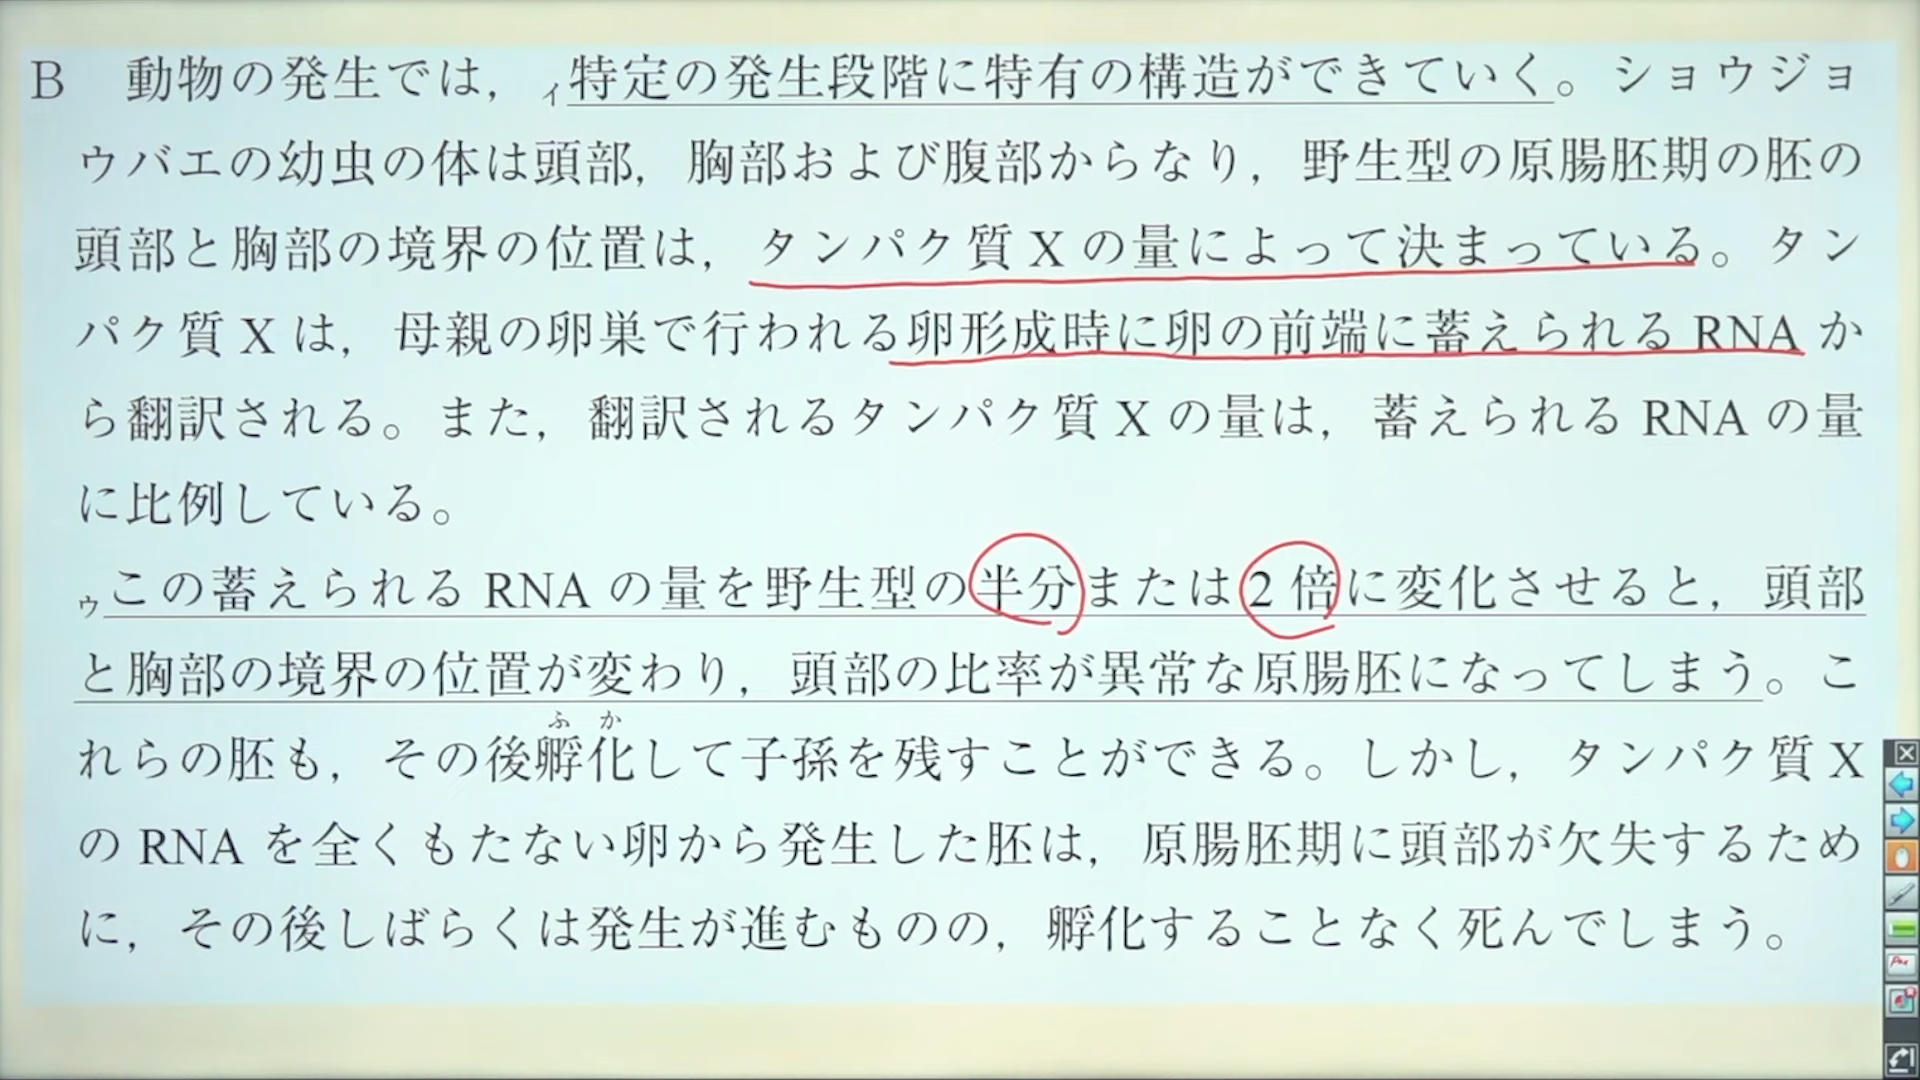 B 動物の発生では，ィ特定の発生段階に特有の構造ができていく。ショウジョ
ウバエの幼虫の体は頭部，胸部および腹部からなり，野生型の原腸胚期の胚の
頭部と胸部の境界の位置は，タンパク質 X の量によって決まっている。タン
パク質 X は，母親の卵巣で行われる卵形成時に卵の前端に蓄えられる RNA か
ら翻訳される。また，翻訳されるタンパク質 X の量は，蓄えられる RNA の量
に比例している。
ゥこの蓄えられる RNA の量を野生型の半分または 2 倍に変化させると，頭部
と胸部の境界の位置が変わり，頭部の比率が異常な原腸胚になってしまう。こ
ふ か
れらの胚も，その後孵化して子孫を残すことができる。しかし，タンパク質 X
の RNA を全くもたない卵から発生した胚は，原腸胚期に頭部が欠失するため
に，その後しばらくは発生が進むものの，孵化することなく死んでしまう。